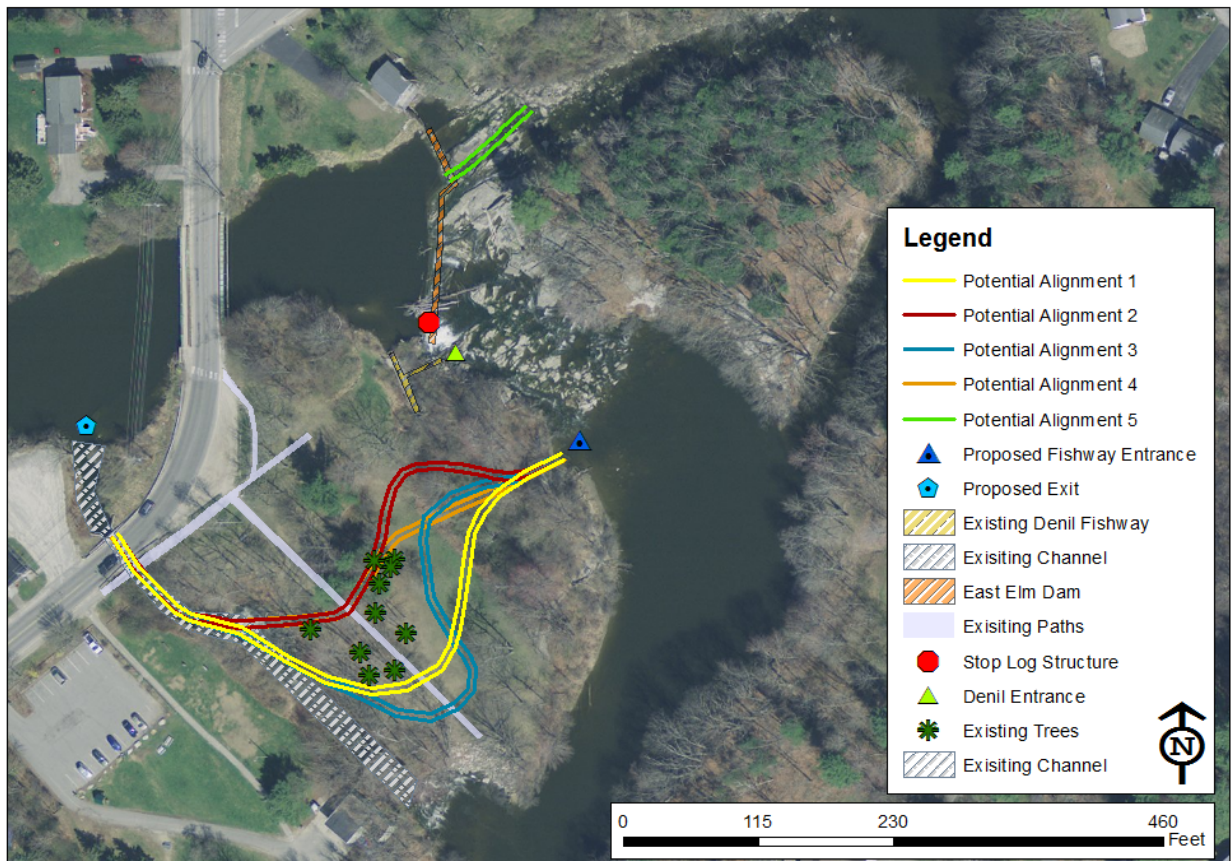 Legend
Potential Alignment 1
Potential Alignment 2
Potential Alignment 3
Potential Alignment 4
Potential Alignment 5
Proposed Fishway Entrance
Proposed Exit
Existing Denil Fishway
Exisiting Channel
East Elm Dam
Exisiting Paths
Stop Log Structure
Denil Entrance
Existing Trees
Exisiting Channel
N
0 115 230 460
Feet